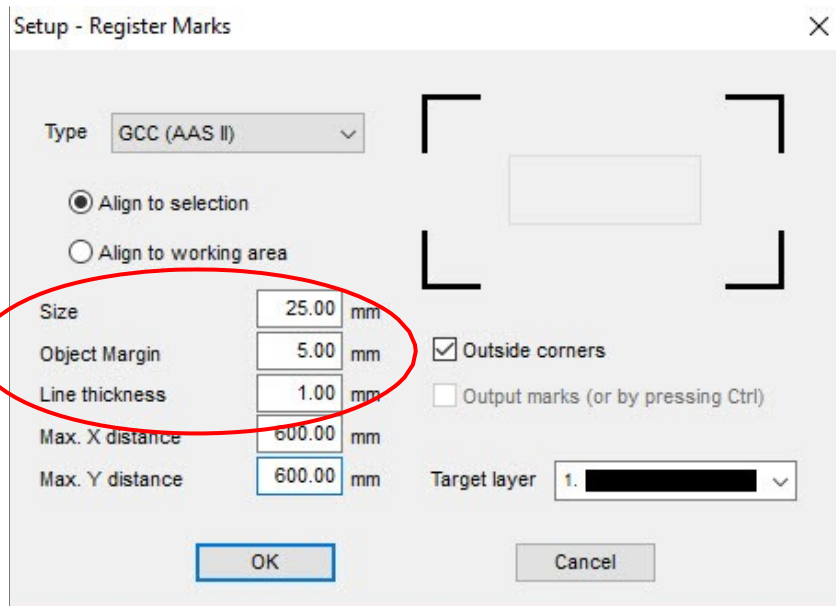 Setup - Register Marks
Type GCC (AAS II)
Align to selection
Align to working area
Size 25.00 mm
Object Margin 5.00 mm
Outside corners
Line thickness 1.00 mm
Output marks (or by pressing Ctrl)
Max. X distance 600.00 mm
Max. Y distance 600.00 mm
Target layer 1.
OK Cancel